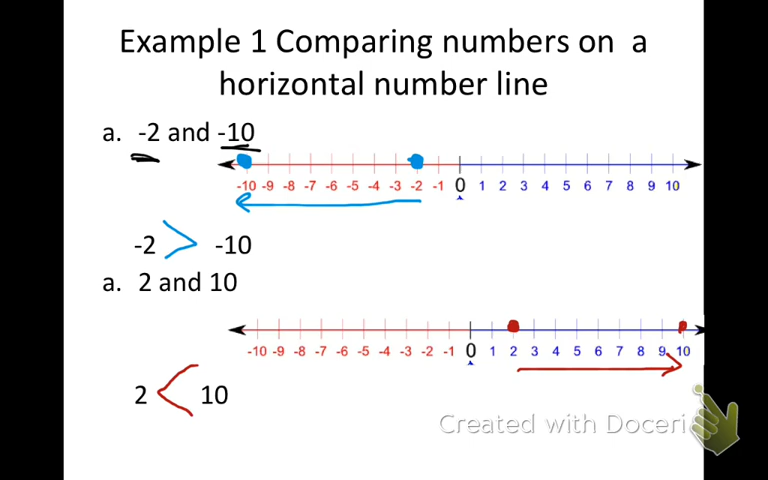 Example 1 Comparing numbers on a
horizontal number line
a. -2 and -10
-10 -9 -8 -7 -6 -5 -4 -3 -2 -1 0 1 2 3 4 5 6 7 8 9 10
-2 > -10
a. 2 and 10
-10 -9 -8 -7 -6 -5 -4 -3 -2 -1 0 1 2 3 4 5 6 7 8 9 10
2 < 10
Created with Doceri